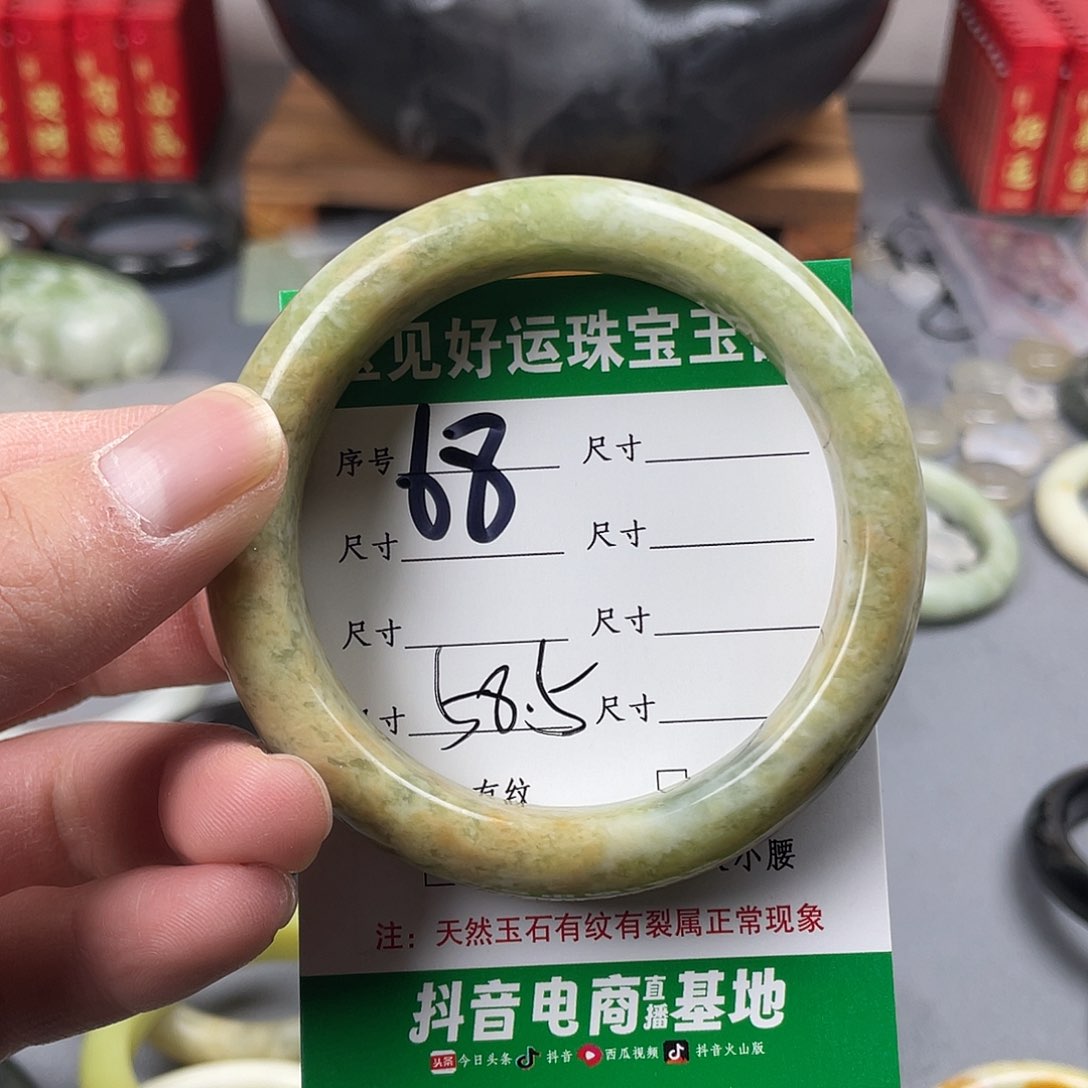 见好运珠宝玉
序号 68 尺寸
尺寸 尺寸
尺寸 尺寸
寸 58.5 尺寸
有纹
小腰
注：天然玉石有纹有裂属正常现象
抖音电商直播基地
头条 今日头条 抖音 西瓜视频 抖音火山版